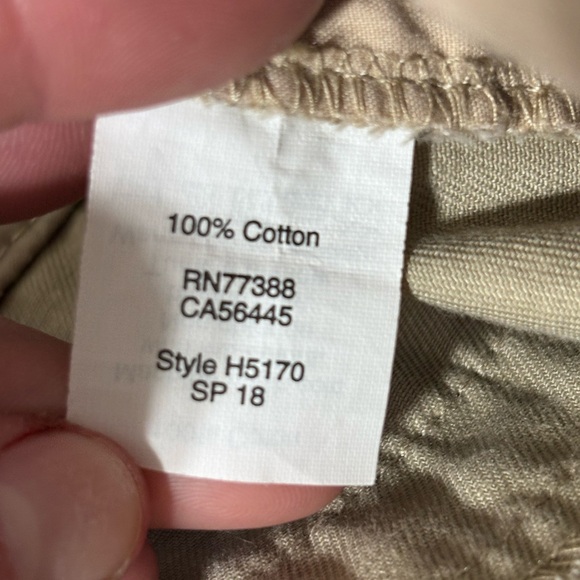 100% Cotton
RN77388
CA56445
Style H5170
SP 18